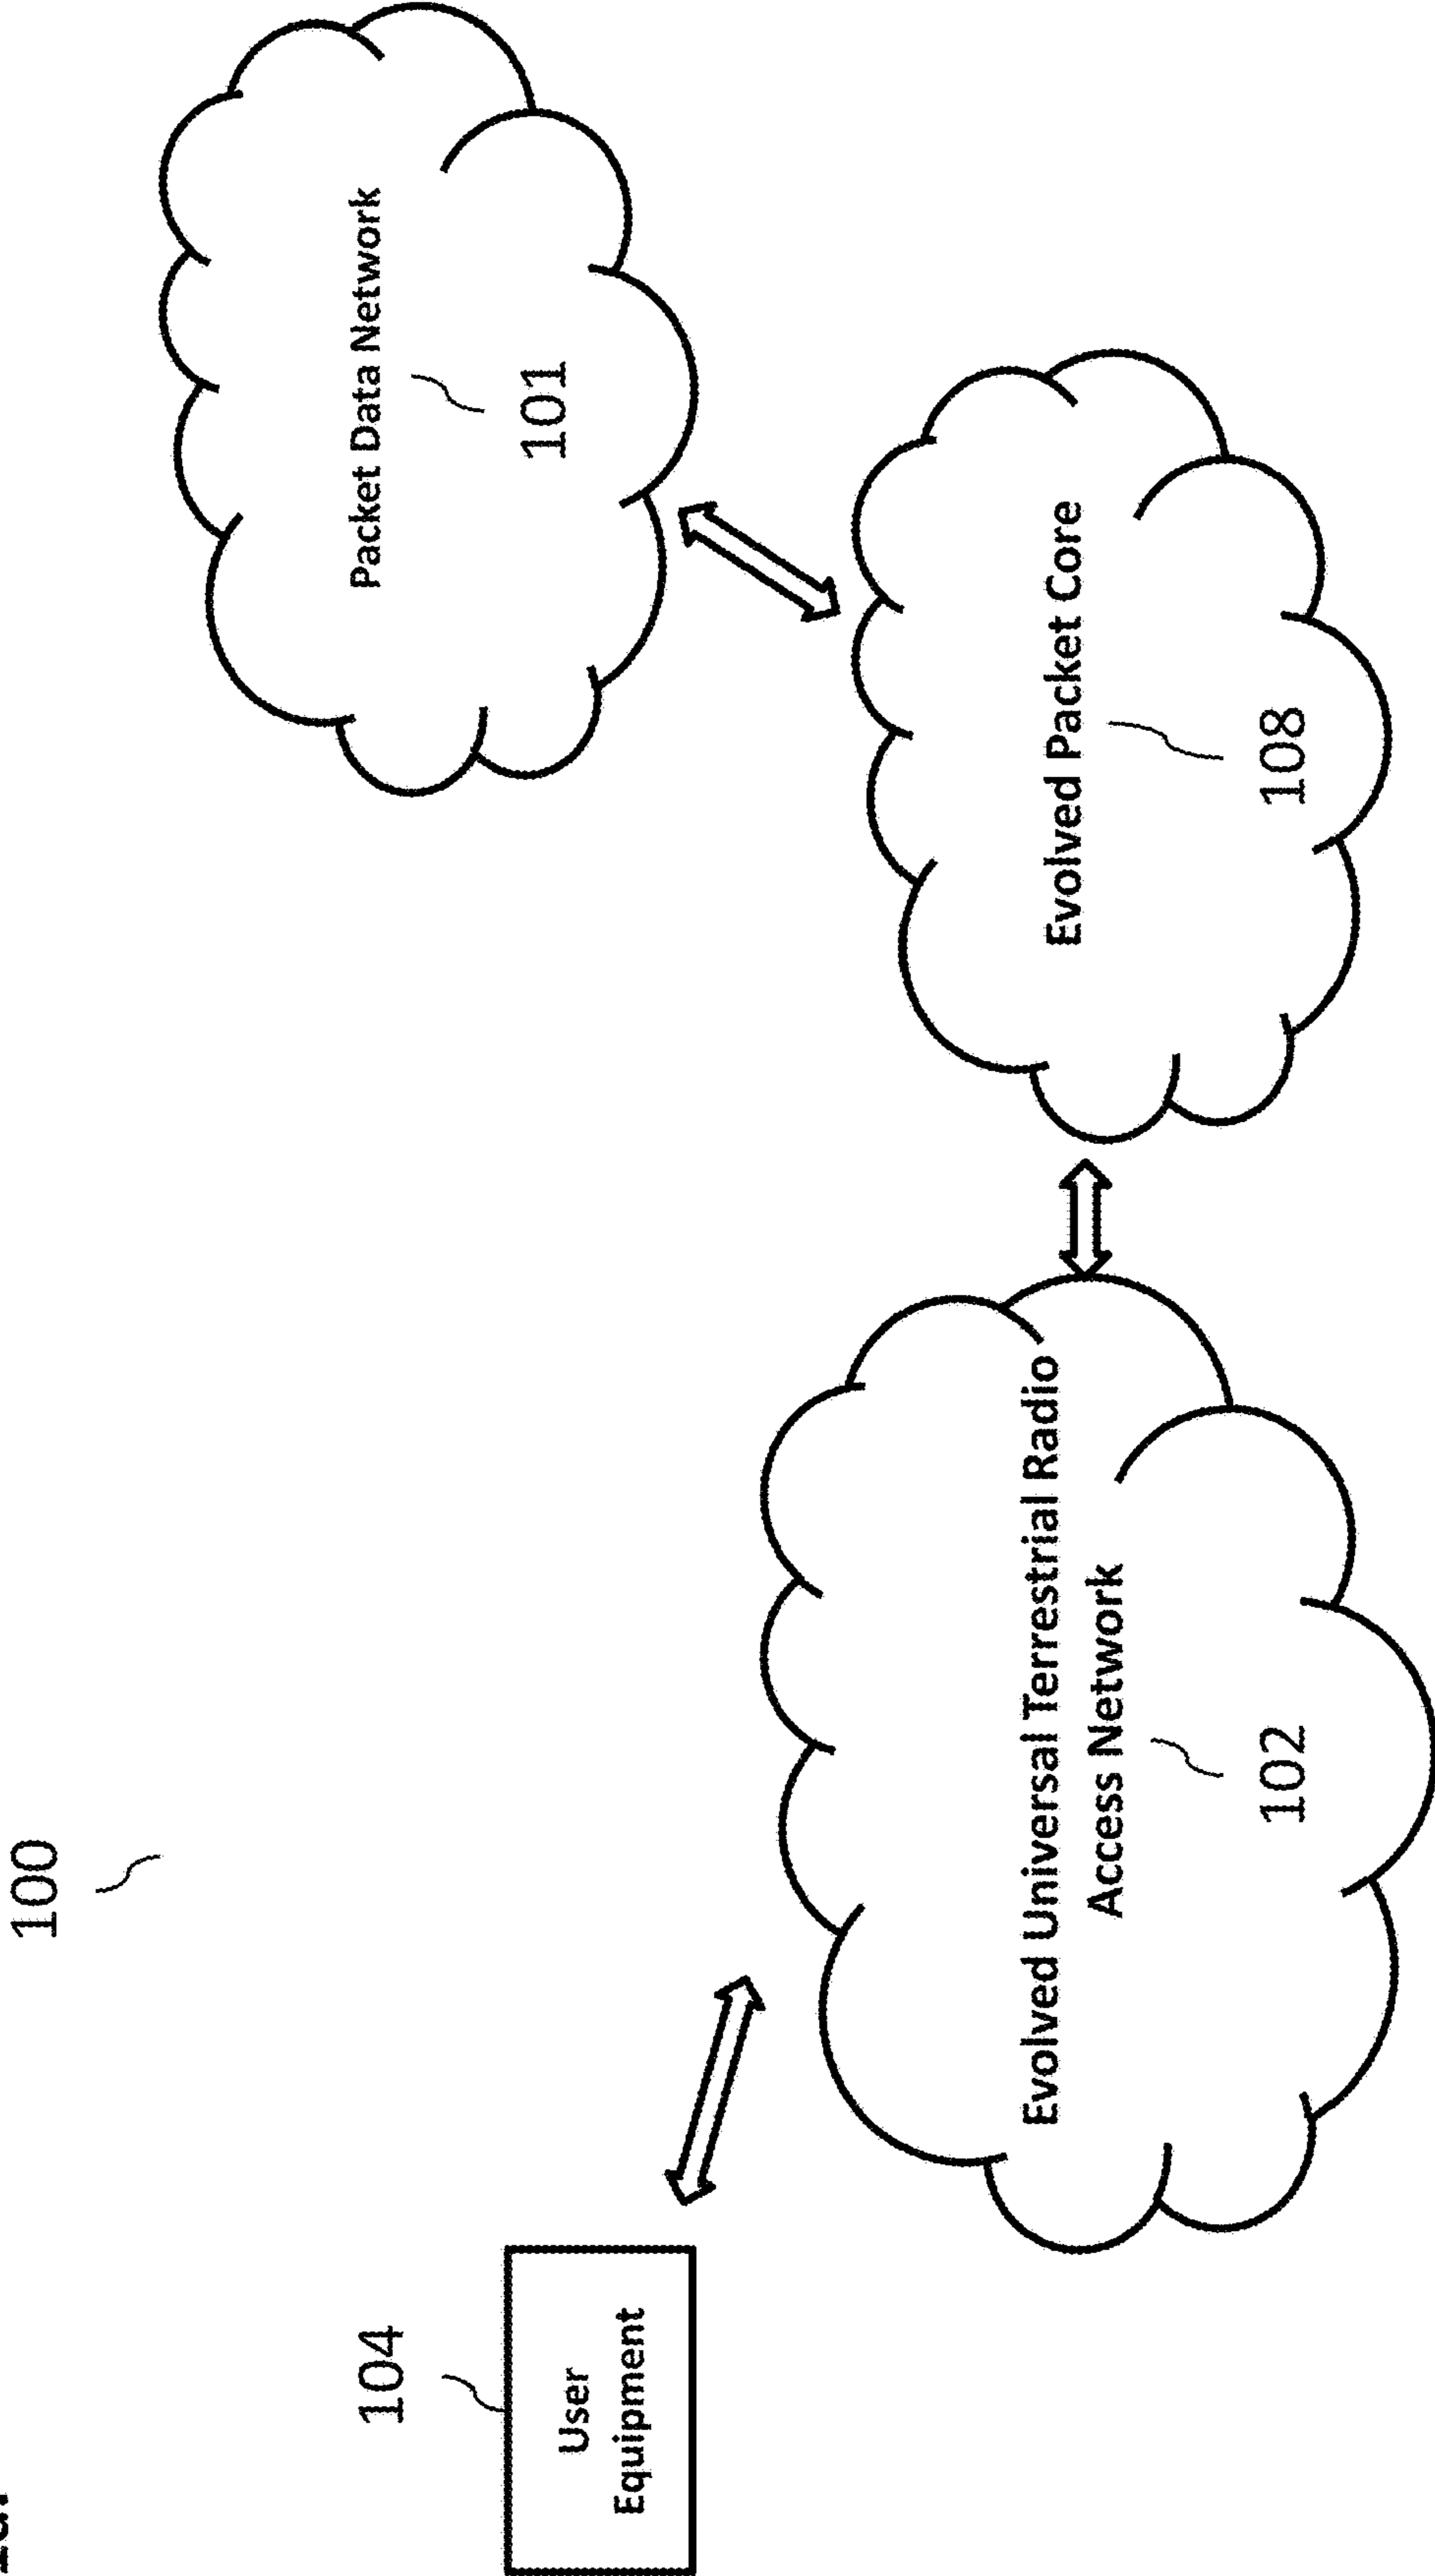 100
104
User
Equipment
Evolved Universal Terrestrial Radio
Access Network
102
Evolved Packet Core
108
Packet Data Network
101